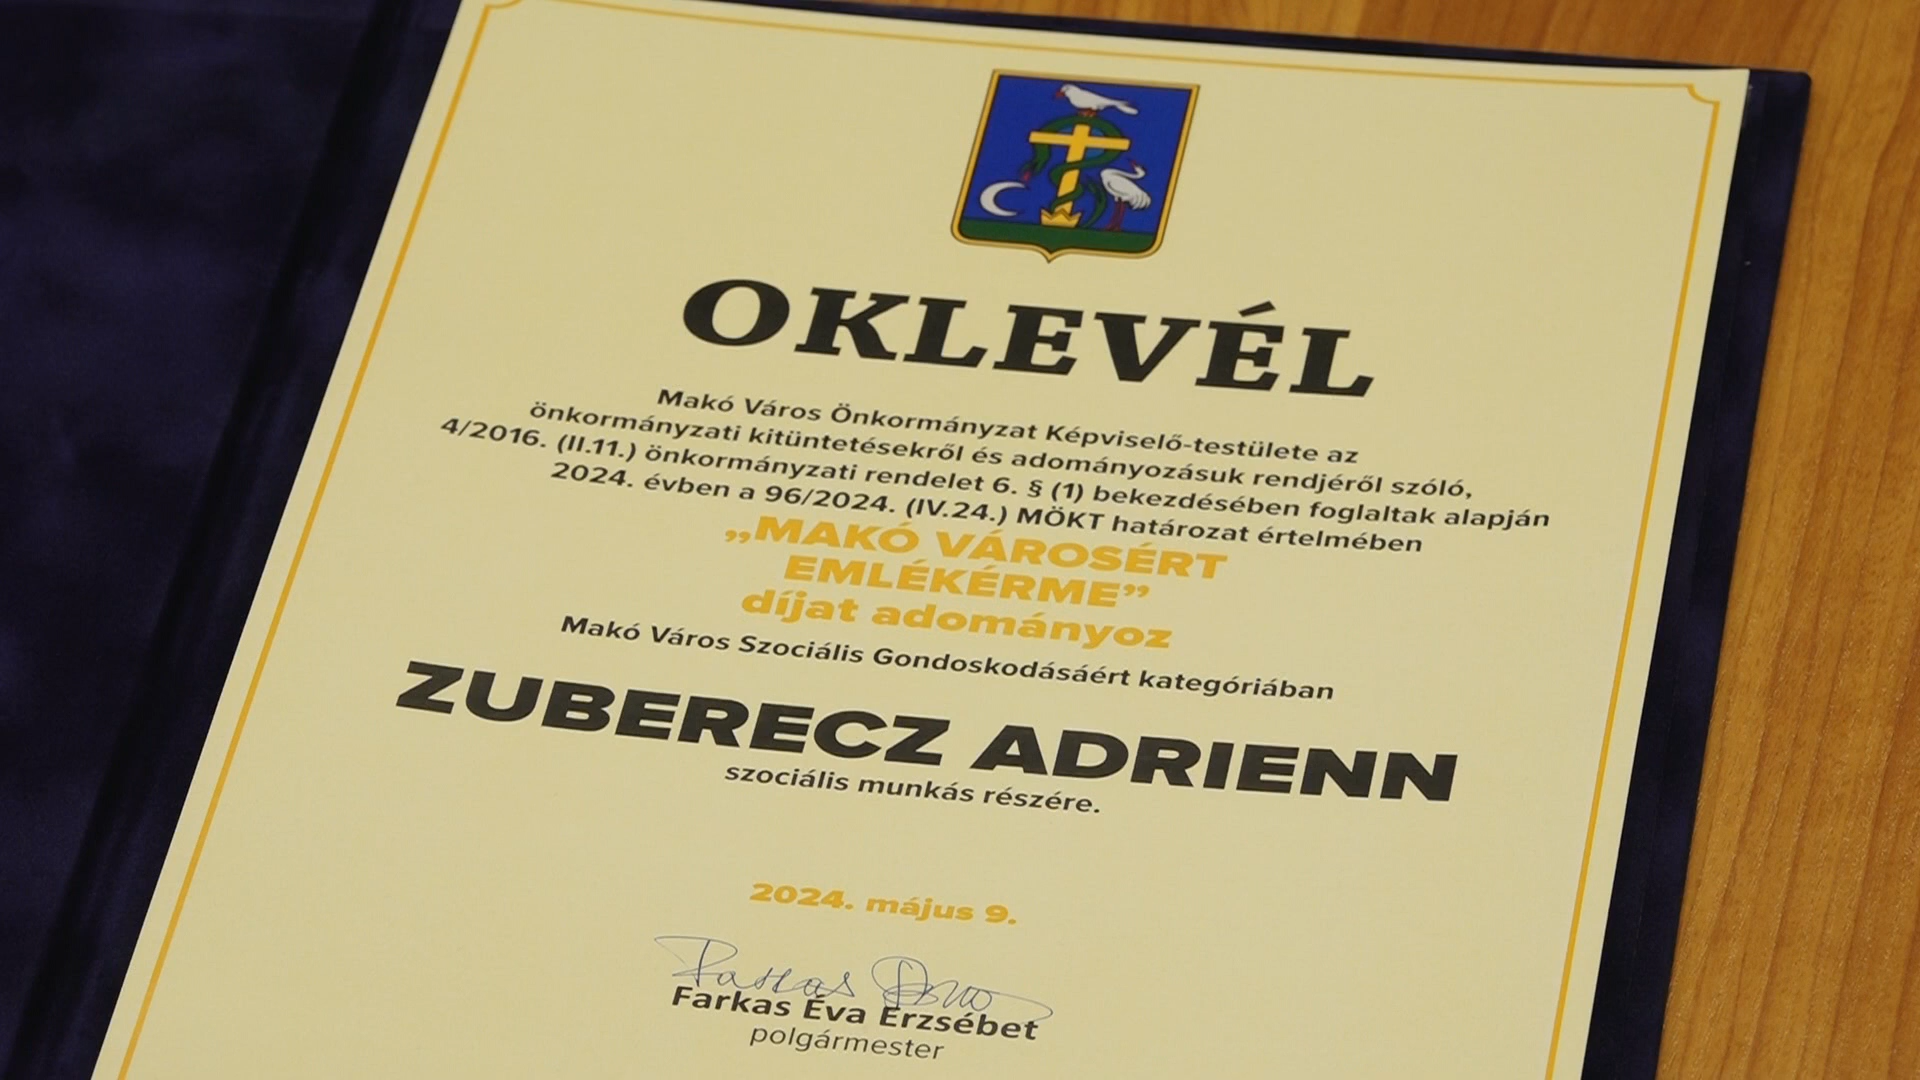 OKLEVÉL
Makó Város Önkormányzat Képviselő-testülete az
önkormányzati kitüntetésekről és adományozásuk rendjéről szóló,
4/2016. (II.11.) önkormányzati rendelet 6. § (1) bekezdésében foglaltak alapján
2024. évben a 96/2024. (IV.24.) MÖKT határozat értelmében
„MAKÓ VÁROSÉRT
EMLÉKÉRME”
díjat adományoz
Makó Város Szociális Gondoskodásáért kategóriában
ZUBERECZ ADRIENN
szociális munkás részére.
2024. május 9.
Farkas Éva
Farkas Éva Erzsébet
polgármester